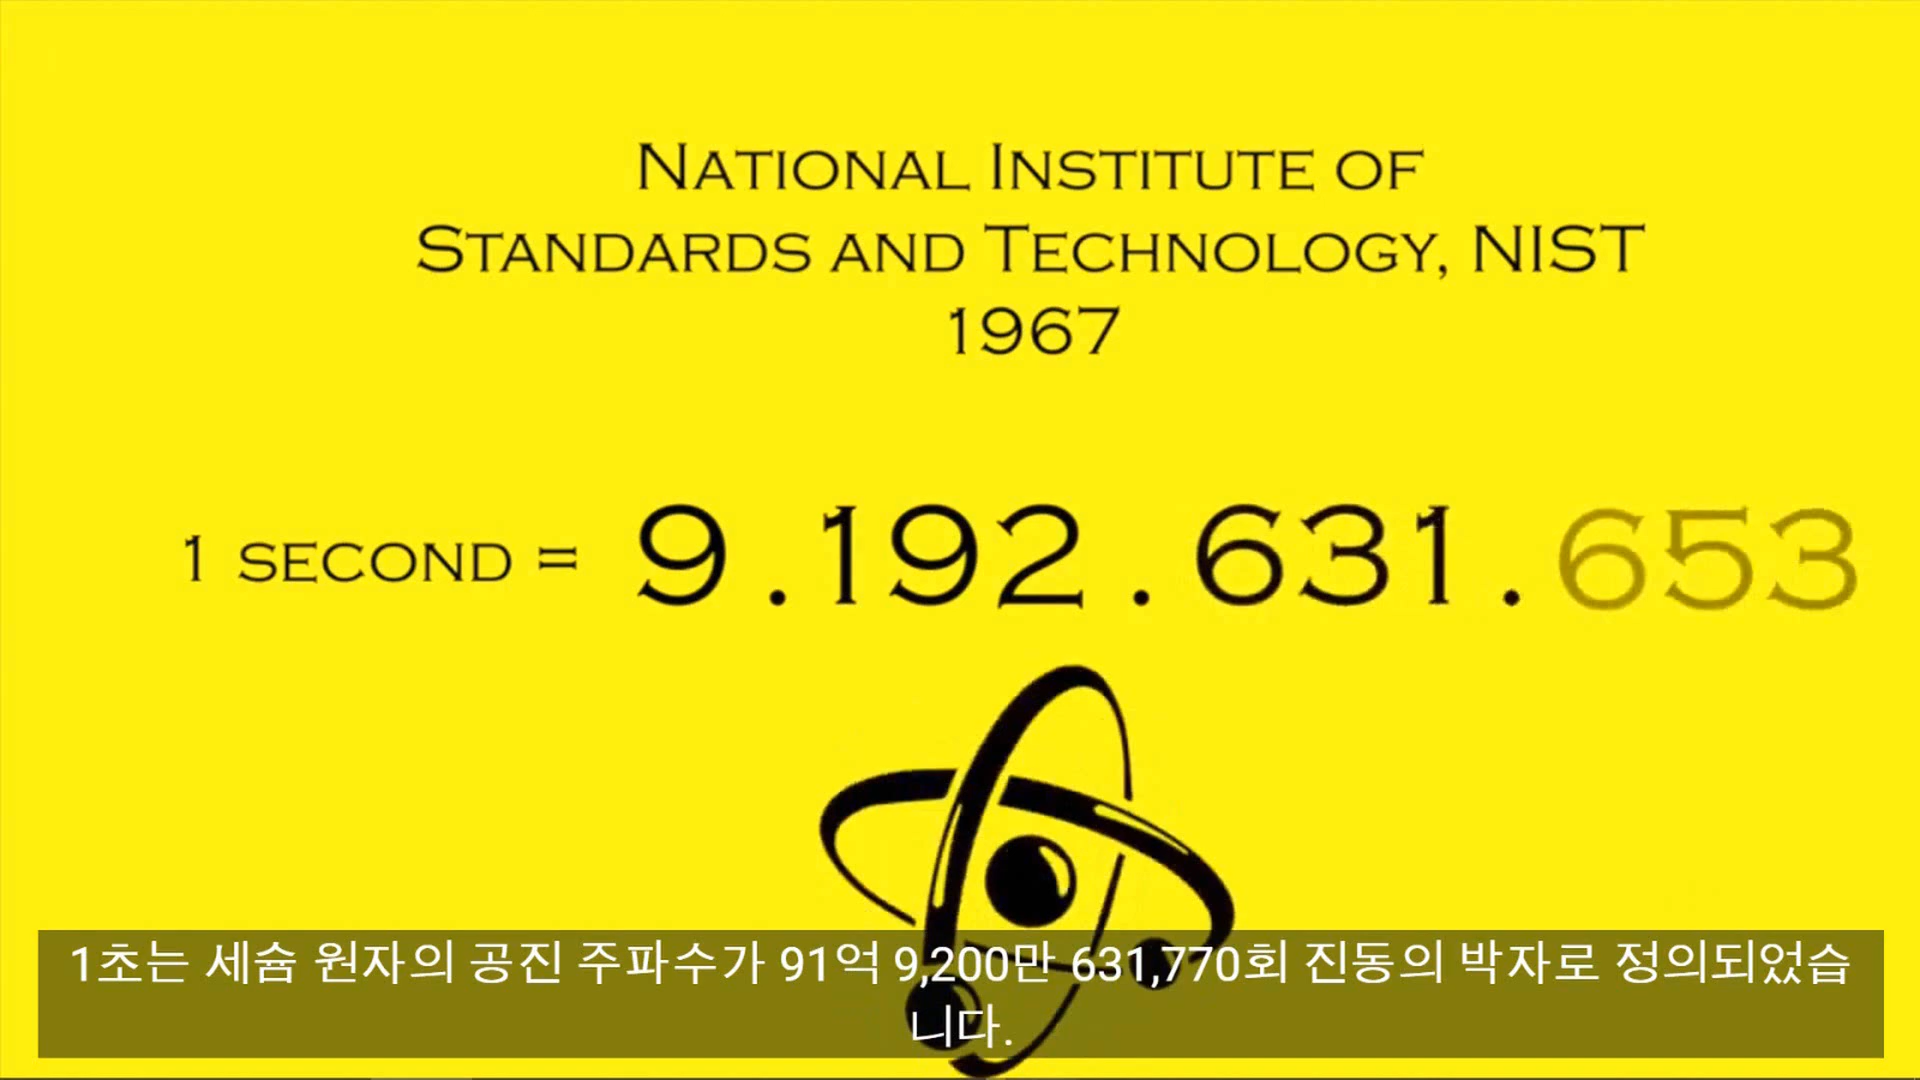 NATIONAL INSTITUTE OF
STANDARDS AND TECHNOLOGY, NIST
1967
1 SECOND = 9.192.631.653
1초는 세슘 원자의 공진 주파수가 91억 9,200만 631,770회 진동의 박자로 정의되었습
니다.